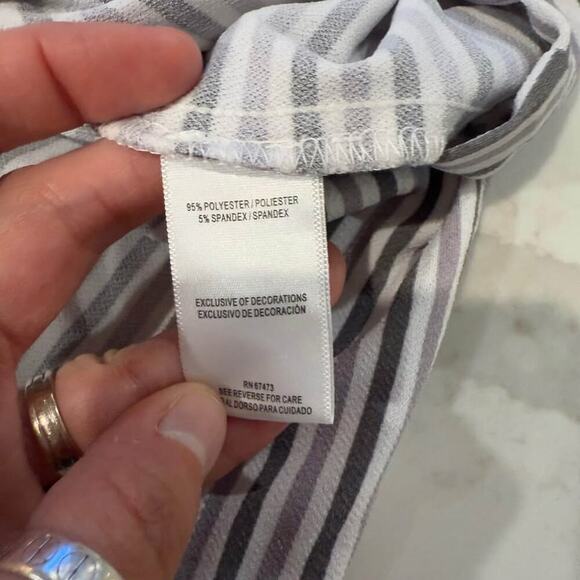 95% POLYESTER / POLIESTER
5% SPANDEX / SPANDEX
EXCLUSIVE OF DECORATIONS
EXCLUSIVO DE DECORACIÓN
RN 67473
SEE REVERSE FOR CARE
AL DORSO PARA CUIDADO